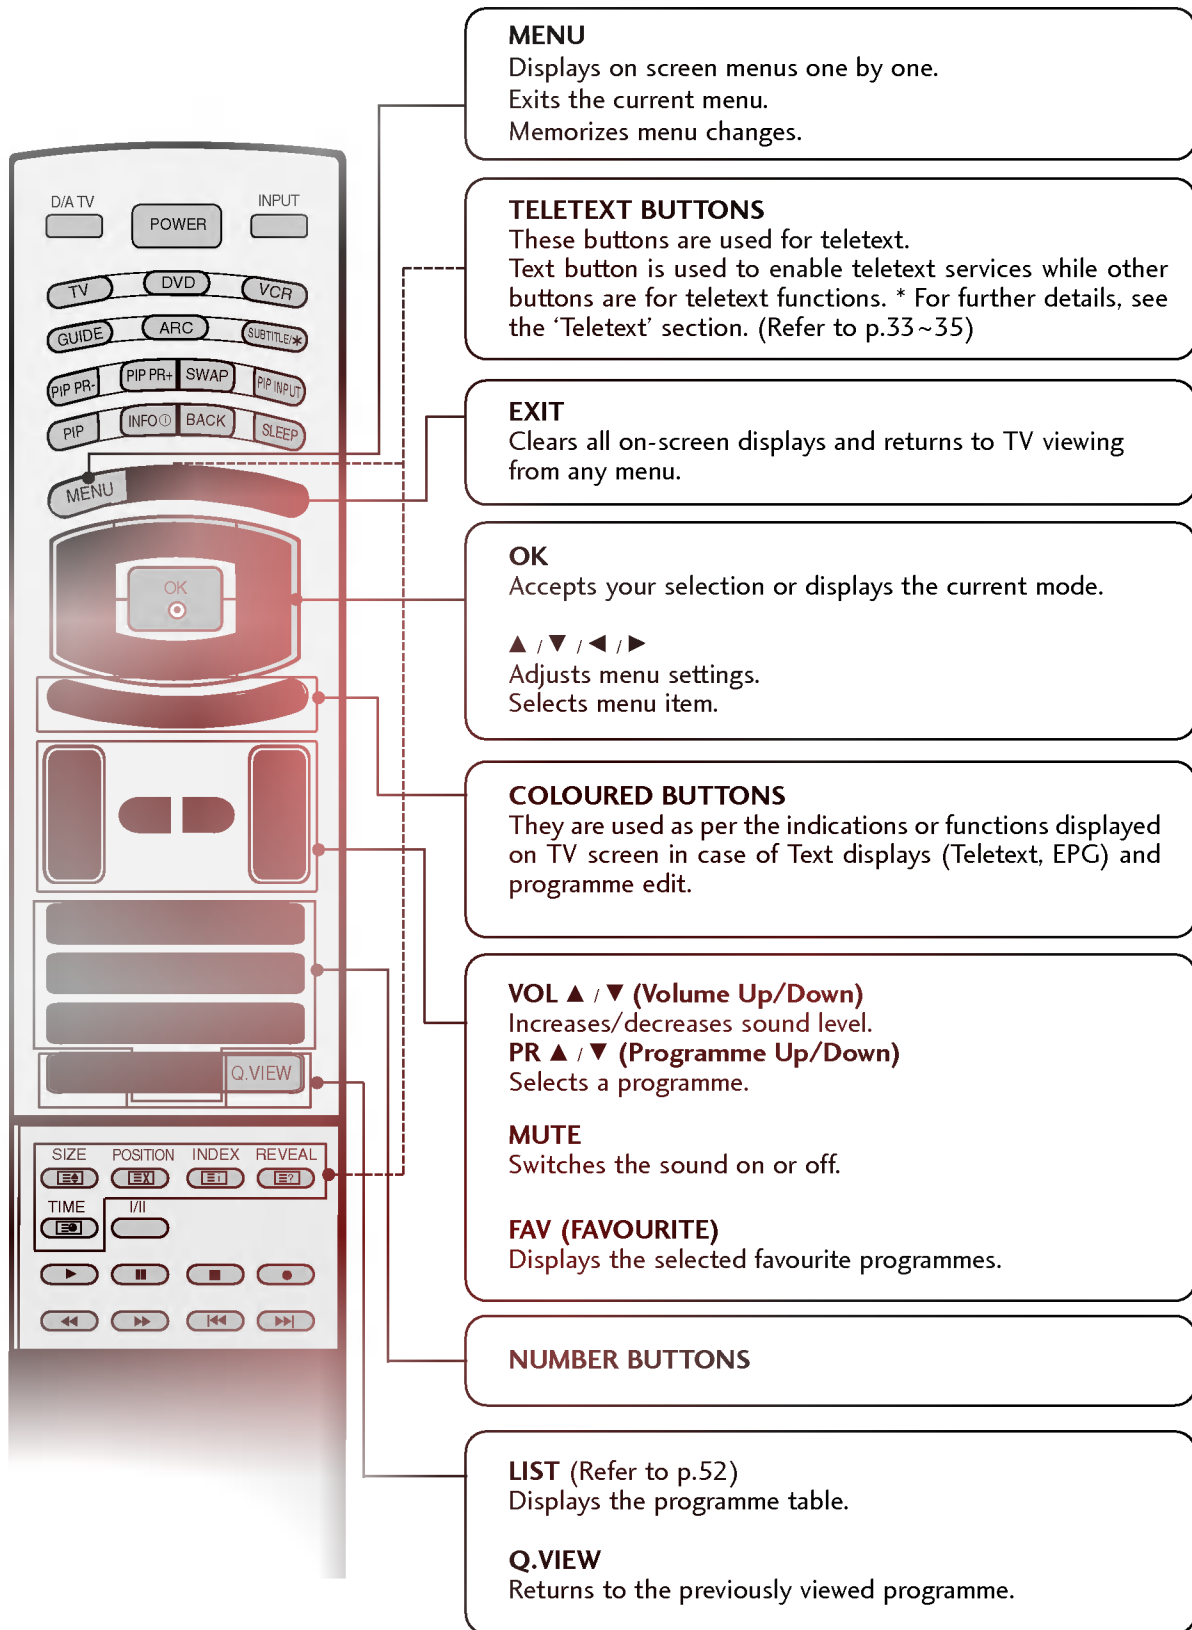 MENU
Displays on screen menus one by one.
Exits the current menu.
Memorizes menu changes.
D/A TV
POWER
INPUT
TV
DVD
VCR
GUIDE
ARC
SUBTITLE/*
PIP PR-
PIP PR+
SWAP
PIP INPUT
PIP
INFO i
BACK
SLEEP
MENU
OK
Q.VIEW
SIZE
POSITION
INDEX
REVEAL
TIME
I/II
TELETEXT BUTTONS
These buttons are used for teletext.
Text button is used to enable teletext services while other
buttons are for teletext functions. * For further details, see
the ‘Teletext’ section. (Refer to p.33~35)
EXIT
Clears all on-screen displays and returns to TV viewing
from any menu.
OK
Accepts your selection or displays the current mode.
▲ / ▼ / ◄ / ►
Adjusts menu settings.
Selects menu item.
COLOURED BUTTONS
They are used as per the indications or functions displayed
on TV screen in case of Text displays (Teletext, EPG) and
programme edit.
VOL ▲ / ▼ (Volume Up/Down)
Increases/decreases sound level.
PR ▲ / ▼ (Programme Up/Down)
Selects a programme.
MUTE
Switches the sound on or off.
FAV (FAVOURITE)
Displays the selected favourite programmes.
NUMBER BUTTONS
LIST (Refer to p.52)
Displays the programme table.
Q.VIEW
Returns to the previously viewed programme.